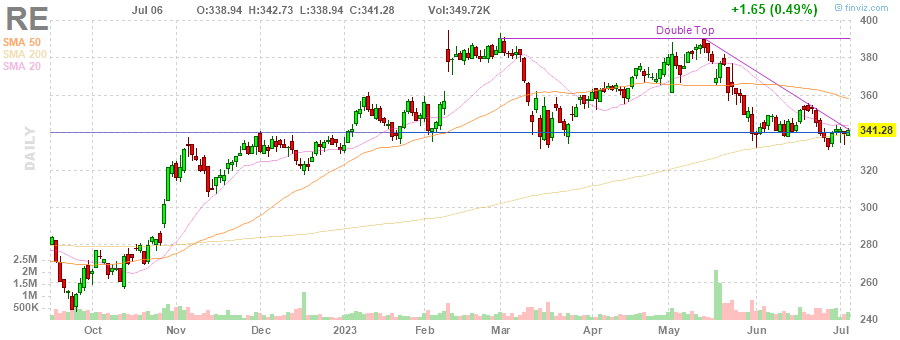 RE Jul 06 O:338.94 H:342.73 L:338.94 C:341.28 Vol:349.72K +1.65 (0.49%) © finviz.com
SMA 50
SMA 200
SMA 20
DAILY
Double Top
400
380
360
341.28
320
300
280
260
240
2.5M
2M
1.5M
1M
500K
Oct Nov Dec 2023 Feb Mar Apr May Jun Jul